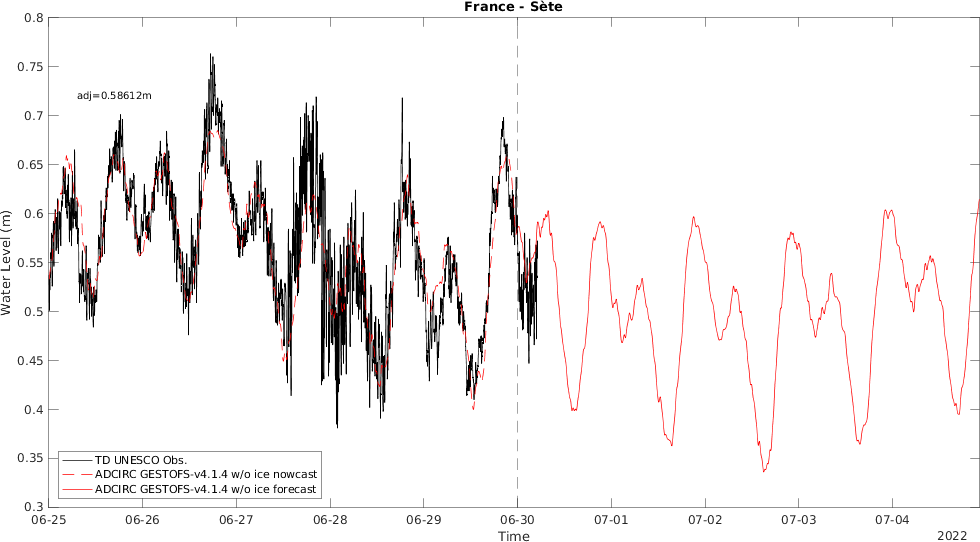 France - Sète
0.8
0.75
0.7
0.65
0.6
0.55
0.5
0.45
0.4
0.35
0.3
Water Level (m)
adj=0.58612m
TD UNESCO Obs.
ADCIRC GESTOFS-v4.1.4 w/o ice nowcast
ADCIRC GESTOFS-v4.1.4 w/o ice forecast
06-25 06-26 06-27 06-28 06-29 06-30 07-01 07-02 07-03 07-04
Time
2022